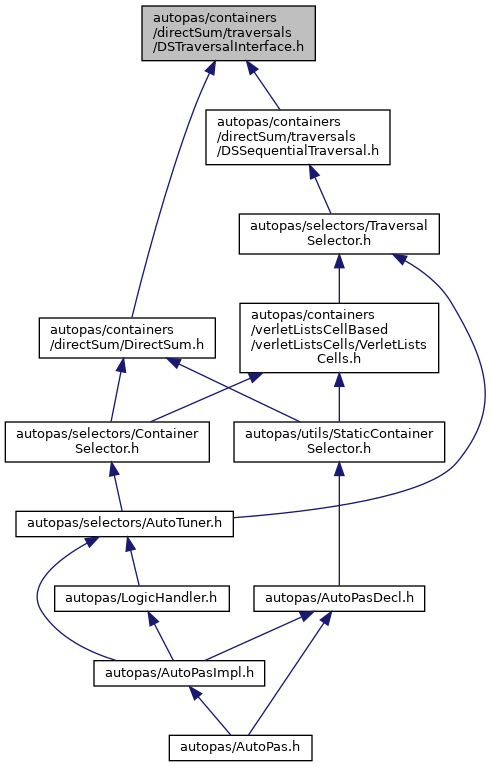 autopas/containers
/directSum/traversals
/DSTraversalInterface.h
autopas/containers
/directSum/traversals
/DSSequentialTraversal.h
autopas/selectors/Traversal
Selector.h
autopas/containers
/directSum/DirectSum.h
autopas/containers
/verletListsCellBased
/verletListsCells/VerletLists
Cells.h
autopas/selectors/Container
Selector.h
autopas/utils/StaticContainer
Selector.h
autopas/selectors/AutoTuner.h
autopas/LogicHandler.h
autopas/AutoPasDecl.h
autopas/AutoPasImpl.h
autopas/AutoPas.h